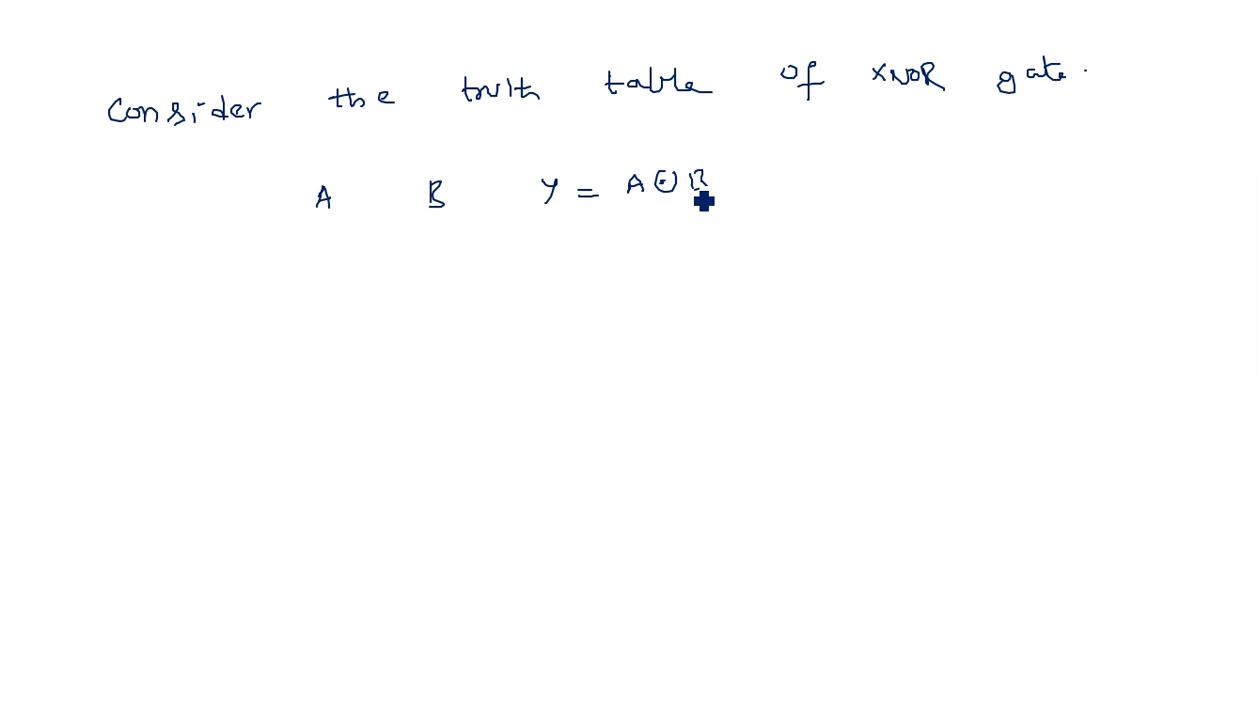 Consider the truth table of XNOR gate.
A B Y = A ⊙ B